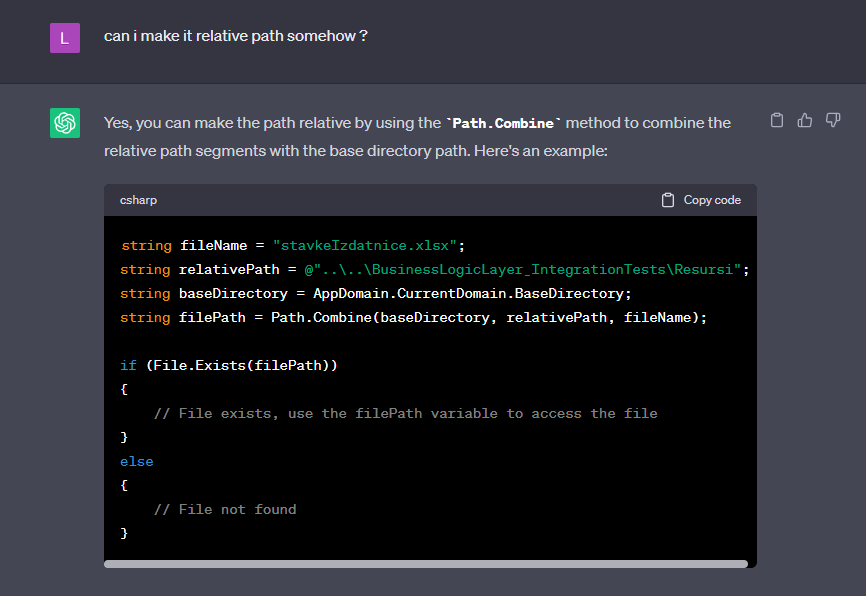 L
can i make it relative path somehow ?
Yes, you can make the path relative by using the `Path.Combine` method to combine the
relative path segments with the base directory path. Here's an example:
csharp
Copy code
string fileName = "stavkeIzdatnice.xlsx";
string relativePath = @"..\..\BusinessLogicLayer_IntegrationTests\Resursi";
string baseDirectory = AppDomain.CurrentDomain.BaseDirectory;
string filePath = Path.Combine(baseDirectory, relativePath, fileName);

if (File.Exists(filePath))
{
    // File exists, use the filePath variable to access the file
}
else
{
    // File not found
}